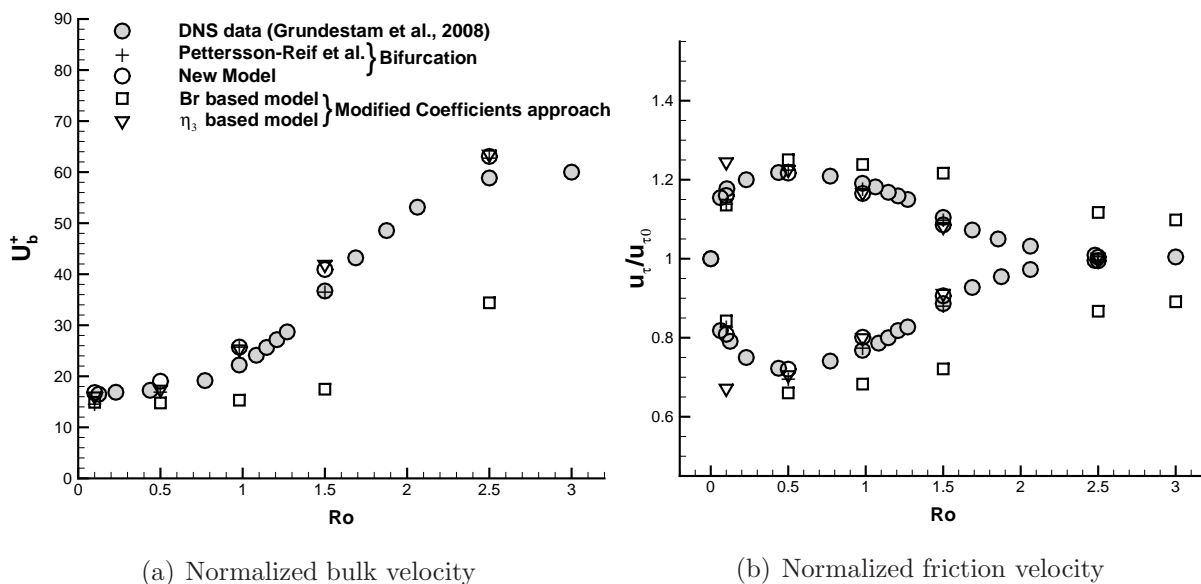 90
80
70
60
50
40
30
20
10
0
U_b^+
DNS data (Grundestam et al., 2008)
Pettersson-Reif et al.
} Bifurcation
New Model
Br based model
} Modified Coefficients approach
η₃ based model
0 0.5 1 1.5 2 2.5 3
Ro
(a) Normalized bulk velocity
1.4
1.2
1
0.8
0.6
u_τ/u_τ0
0 0.5 1 1.5 2 2.5 3
Ro
(b) Normalized friction velocity